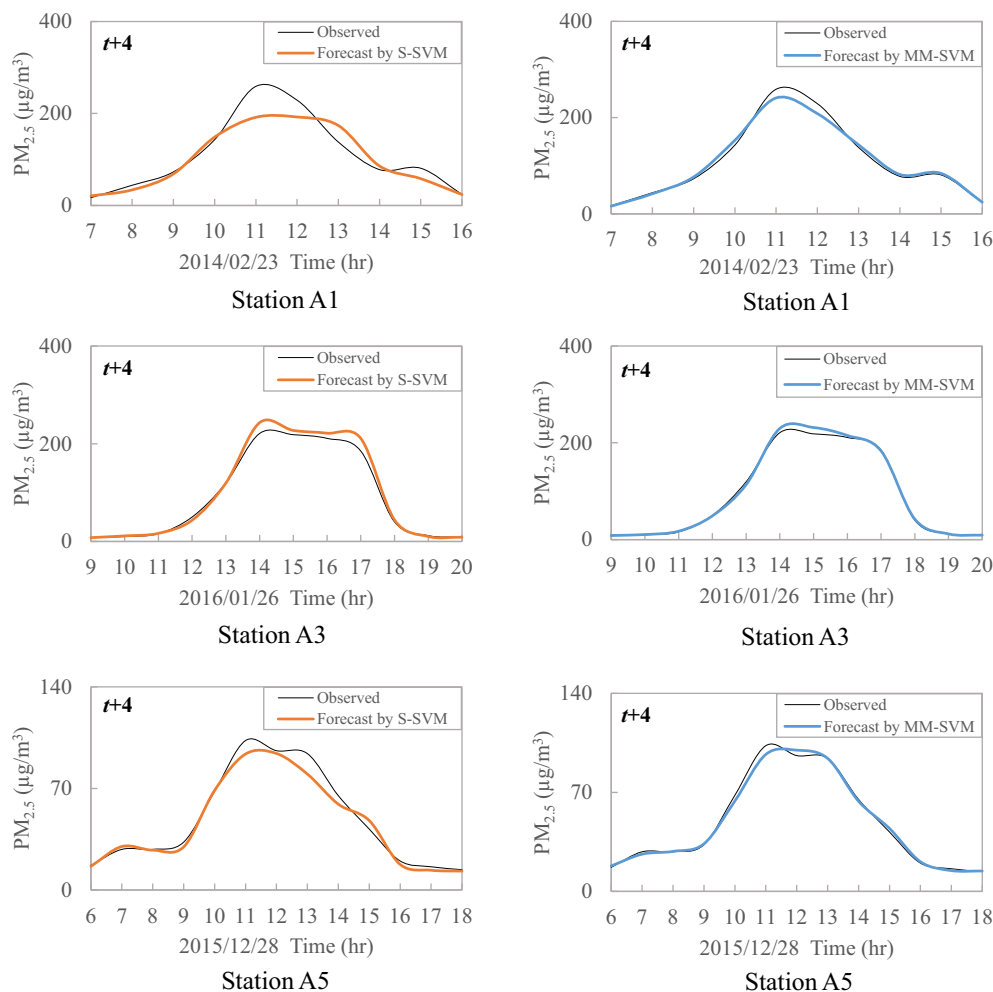 400
300
200
100
0
PM2.5 (μg/m³)
t+4
Observed
Forecast by S-SVM
7 8 9 10 11 12 13 14 15 16
2014/02/23 Time (hr)
Station A1
400
200
0
PM2.5 (μg/m³)
t+4
Observed
Forecast by MM-SVM
7 8 9 10 11 12 13 14 15 16
2014/02/23 Time (hr)
Station A1
400
200
0
PM2.5 (μg/m³)
t+4
Observed
Forecast by S-SVM
9 10 11 12 13 14 15 16 17 18 19 20
2016/01/26 Time (hr)
Station A3
400
200
0
PM2.5 (μg/m³)
t+4
Observed
Forecast by MM-SVM
9 10 11 12 13 14 15 16 17 18 19 20
2016/01/26 Time (hr)
Station A3
140
70
0
PM2.5 (μg/m³)
t+4
Observed
Forecast by S-SVM
6 7 8 9 10 11 12 13 14 15 16 17 18
2015/12/28 Time (hr)
Station A5
140
70
0
PM2.5 (μg/m³)
t+4
Observed
Forecast by MM-SVM
6 7 8 9 10 11 12 13 14 15 16 17 18
2015/12/28 Time (hr)
Station A5